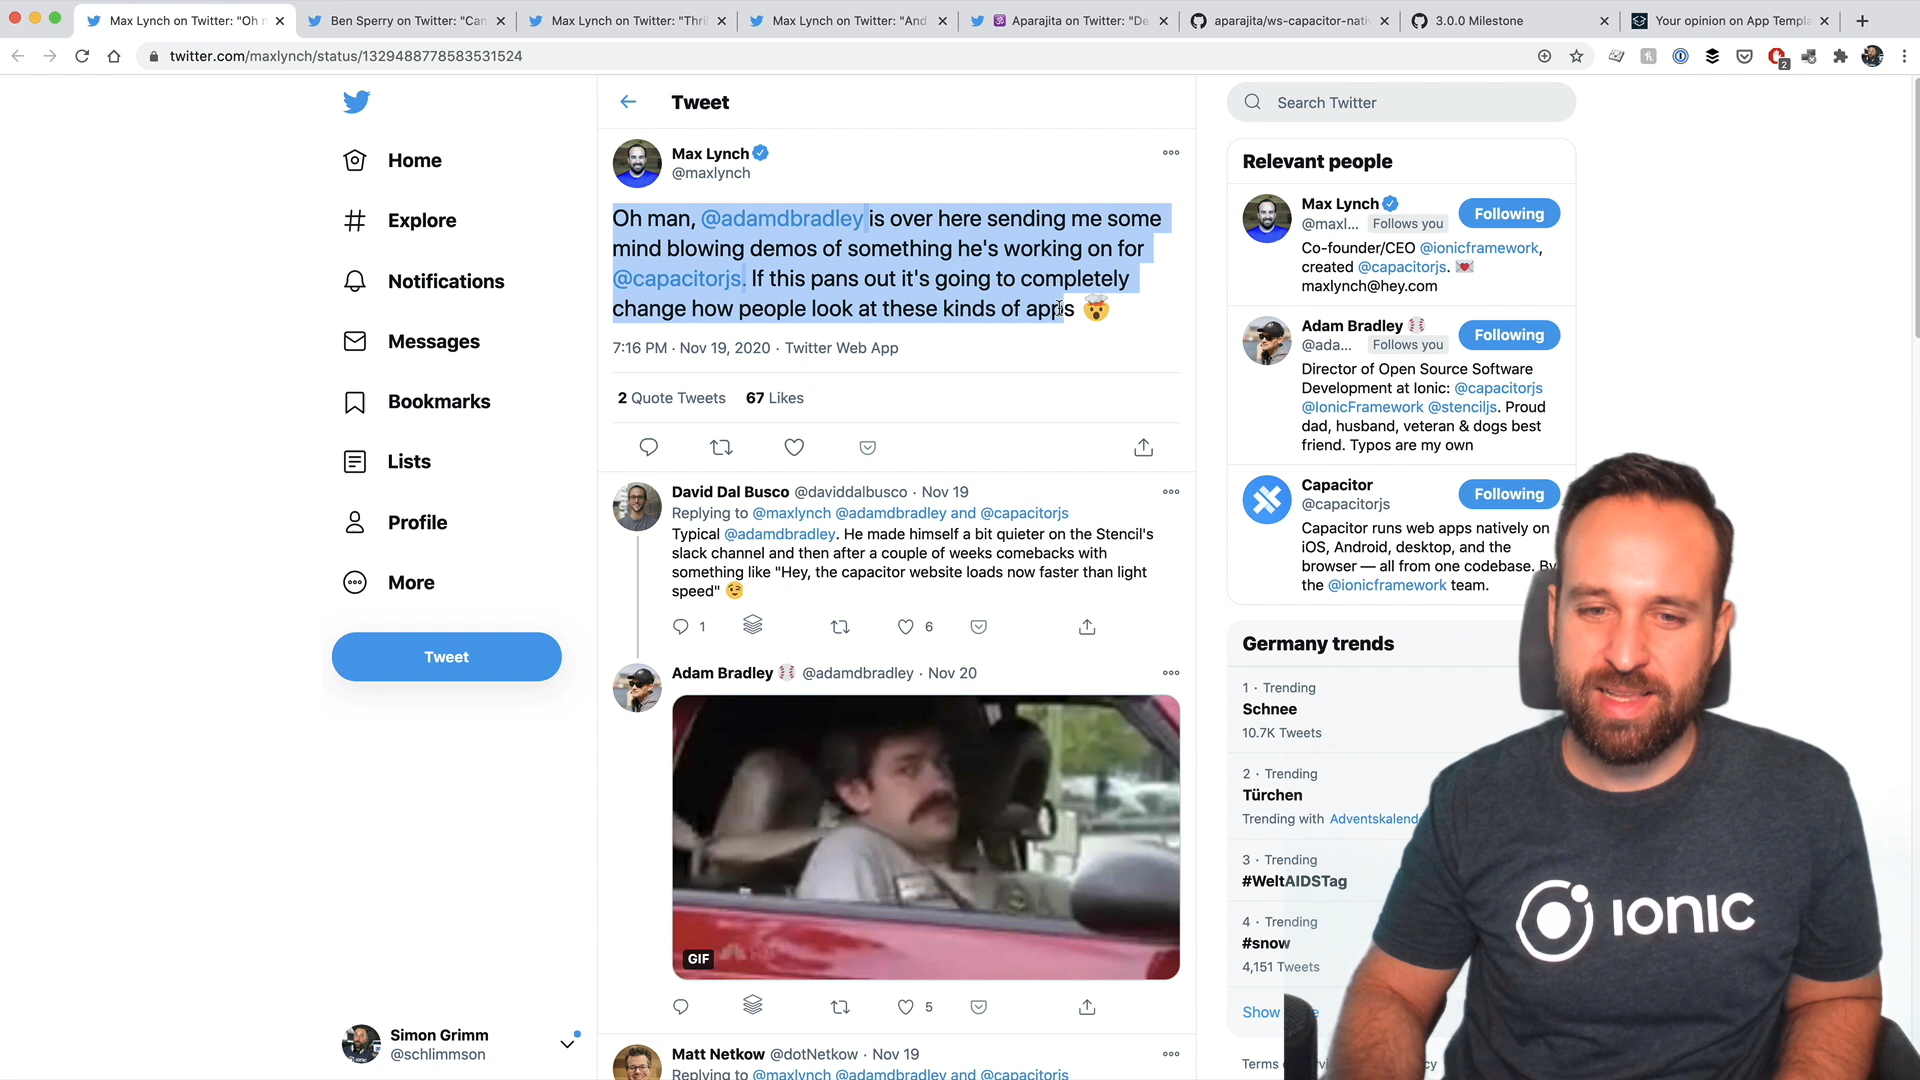 Max Lynch on Twitter: "Oh r
Ben Sperry on Twitter: "Can
Max Lynch on Twitter: "Thril
Max Lynch on Twitter: "And
Aparajita on Twitter: "De
aparajita/ws-capacitor-nati
3.0.0 Milestone
Your opinion on App Templa
twitter.com/maxlynch/status/1329488778583531524
2
Home
Explore
Notifications
Messages
Bookmarks
Lists
Profile
More
Tweet
Simon Grimm
@schlimmson
Tweet
Max Lynch
@maxlynch
Oh man, @adamdbradley is over here sending me some
mind blowing demos of something he's working on for
@capacitorjs. If this pans out it's going to completely
change how people look at these kinds of apps 🤯
7:16 PM · Nov 19, 2020 · Twitter Web App
2 Quote Tweets 67 Likes
David Dal Busco @daviddalbusco · Nov 19
Replying to @maxlynch @adamdbradley and @capacitorjs
Typical @adamdbradley. He made himself a bit quieter on the Stencil's
slack channel and then after a couple of weeks comebacks with
something like "Hey, the capacitor website loads now faster than light
speed" 😉
1 6
Adam Bradley ⚾ @adamdbradley · Nov 20
GIF
5
Matt Netkow @dotNetkow · Nov 19
Replying to @maxlynch @adamdbradley and @capacitorjs
Search Twitter
Relevant people
Max Lynch
@maxl... Follows you
Following
Co-founder/CEO @ionicframework,
created @capacitorjs. 💌
maxlynch@hey.com
Adam Bradley ⚾
@ada... Follows you
Following
Director of Open Source Software
Development at Ionic: @capacitorjs
@IonicFramework @stenciljs. Proud
dad, husband, veteran & dogs best
friend. Typos are my own
Capacitor
@capacitorjs
Following
Capacitor runs web apps natively on
iOS, Android, desktop, and the
browser — all from one codebase. By
the @ionicframework team.
Germany trends
1 · Trending
Schnee
10.7K Tweets
2 · Trending
Türchen
Trending with Adventskalend
3 · Trending
#WeltAIDSTag
4 · Trending
#snow
4,151 Tweets
Show
Terms
IONIC